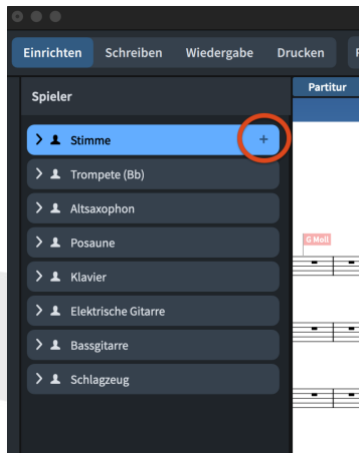 Einrichten Schreiben Wiedergabe Drucken
Spieler
Partitur
Stimme +
Trompete (Bb)
Altsaxophon
G Moll
Posaune
Klavier
Elektrische Gitarre
Bassgitarre
Schlagzeug